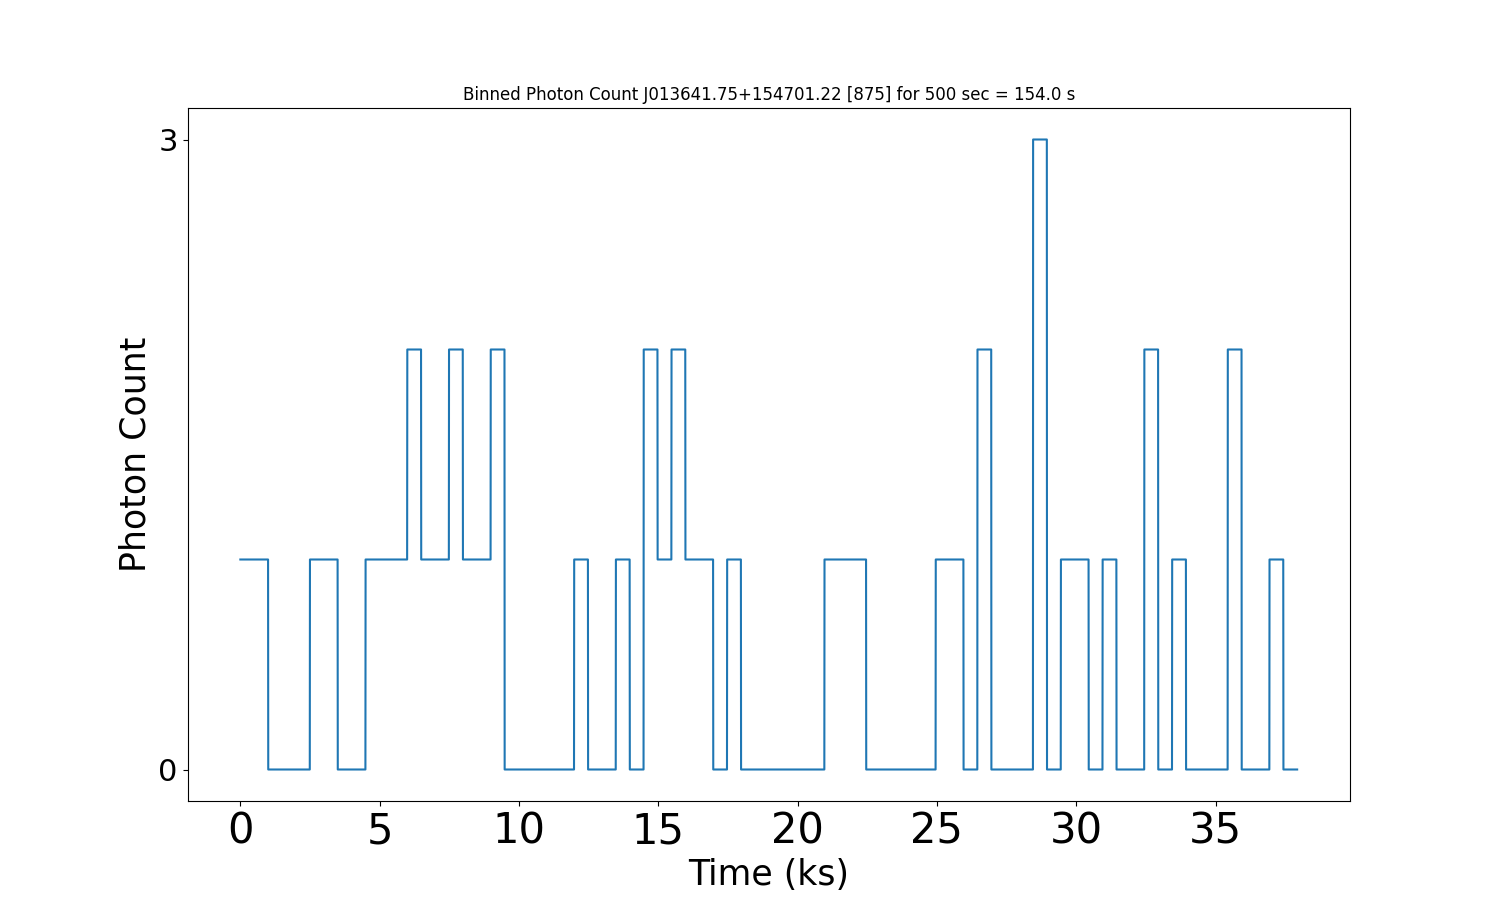 Binned Photon Count J013641.75+154701.22 [875] for 500 sec = 154.0 s
3
Photon Count
0
0 5 10 15 20 25 30 35
Time (ks)